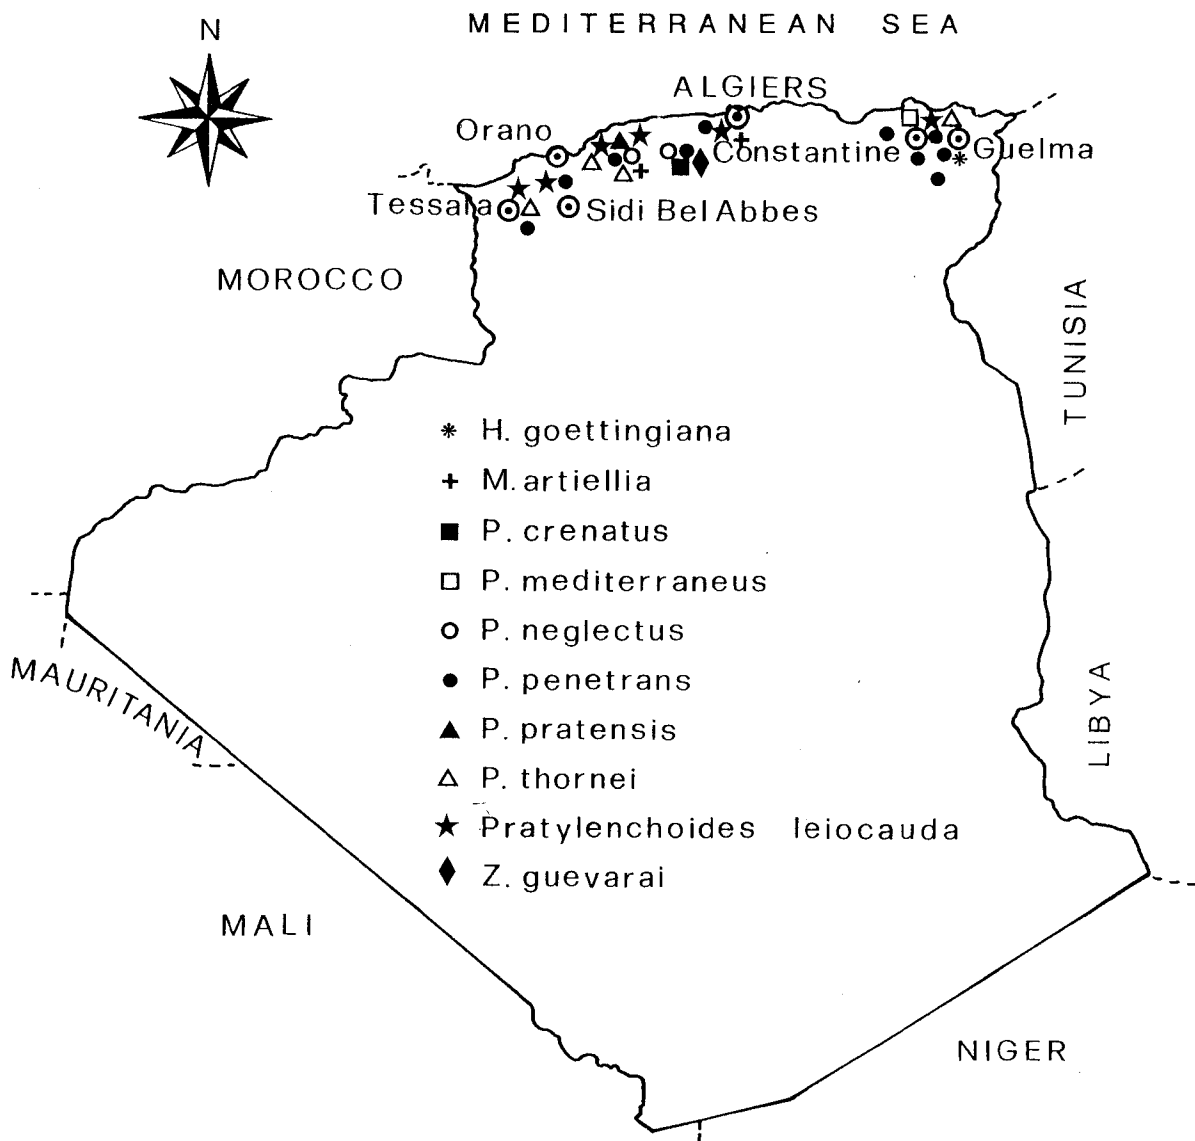 N
MEDITERRANEAN SEA
ALGIERS
Orano
Constantine
Guelma
Tessala
Sidi Bel Abbes
MOROCCO
TUNISIA
H. goettingiana
M. artiellia
P. crenatus
P. mediterraneus
P. neglectus
P. penetrans
P. pratensis
P. thornei
Pratylenchoides leiocauda
Z. guevarai
MAURITANIA
LIBYA
MALI
NIGER